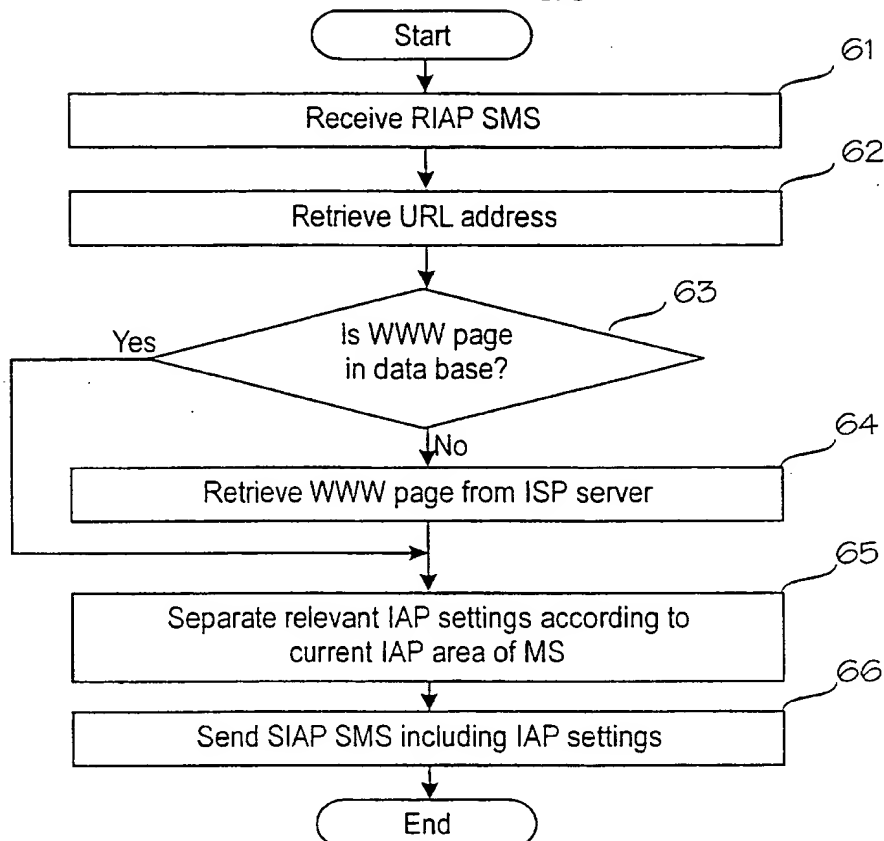 Start
61
Receive RIAP SMS
62
Retrieve URL address
63
Yes
Is WWW page
in data base?
No
64
Retrieve WWW page from ISP server
65
Separate relevant IAP settings according to
current IAP area of MS
66
Send SIAP SMS including IAP settings
End